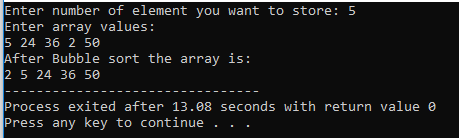 Enter number of element you want to store: 5
Enter array values:
5 24 36 2 50
After Bubble sort the array is:
2 5 24 36 50
--------------------------------
Process exited after 13.08 seconds with return value 0
Press any key to continue . . .